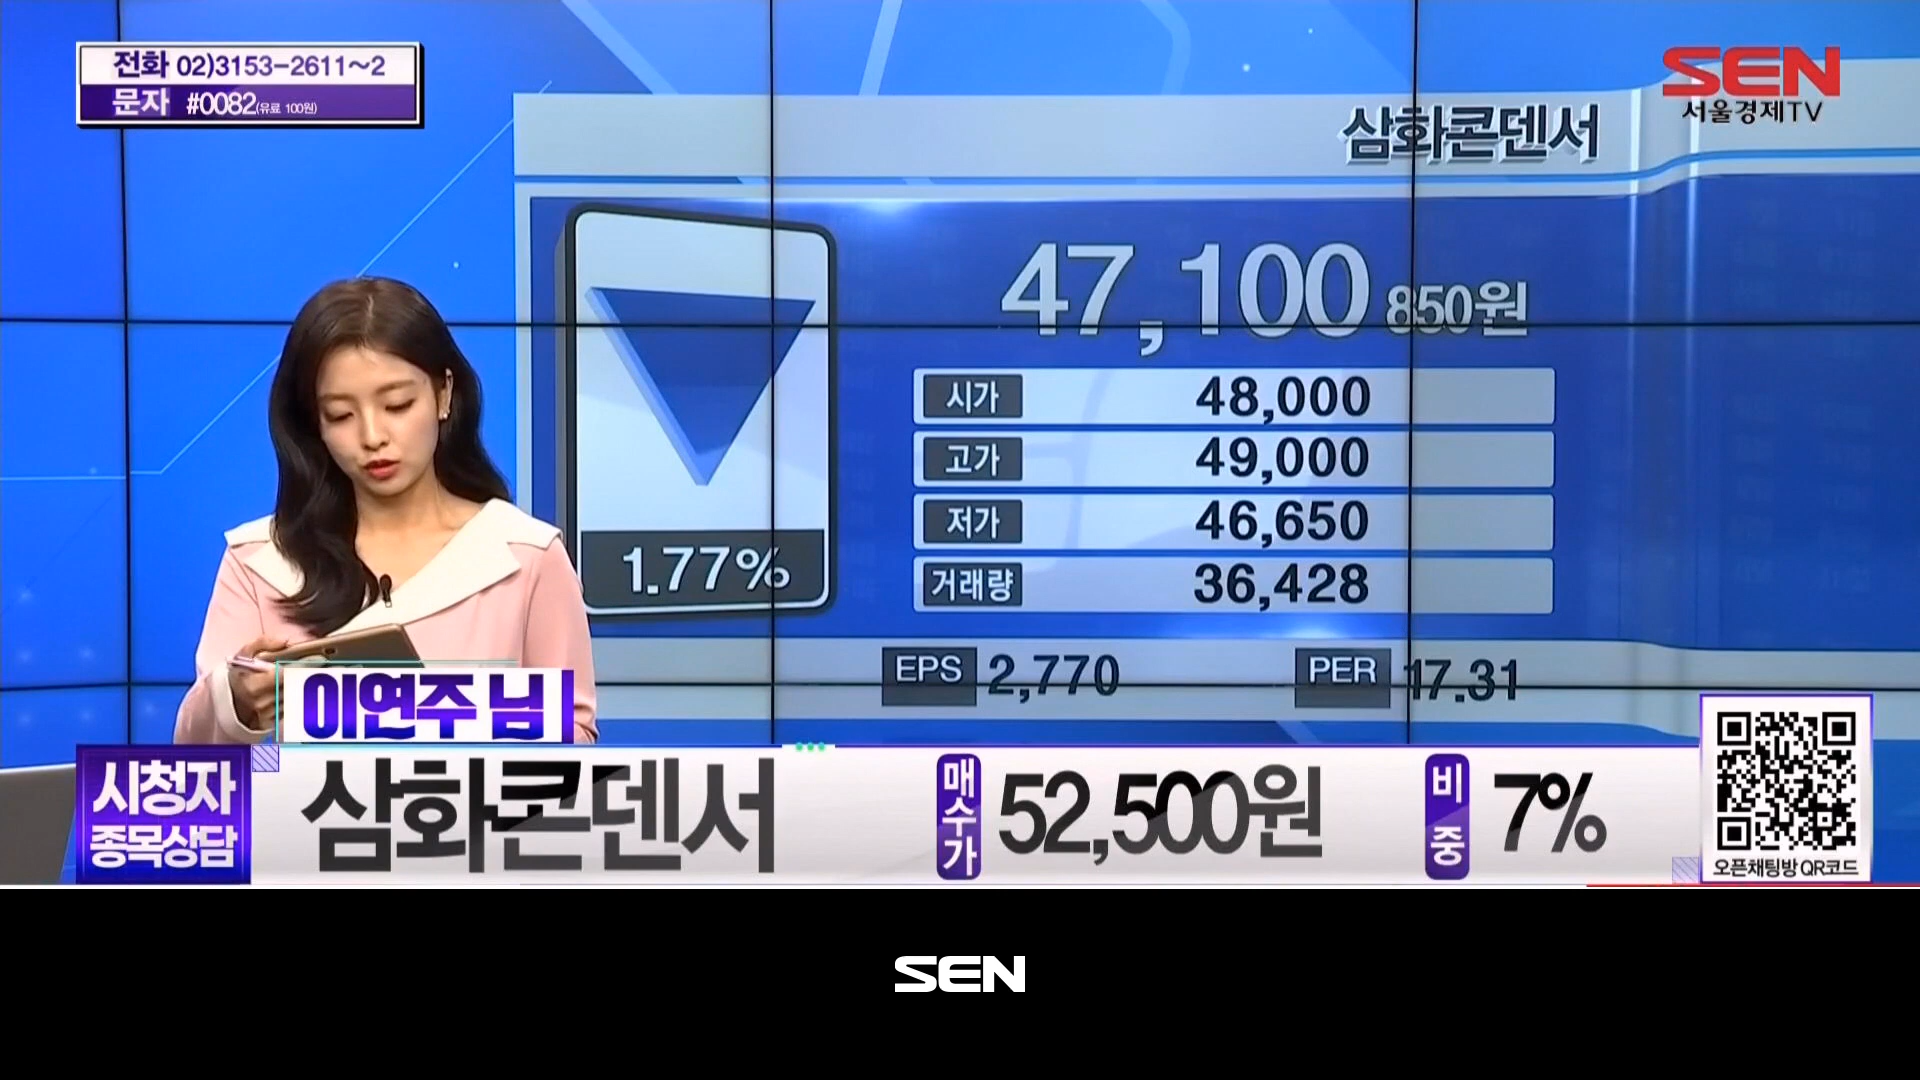 전화 02)3153-2611~2
문자 #0082(유료 100원)
SEN
서울경제TV
삼화콘덴서
47,100 850원
1.77%
시가 48,000
고가 49,000
저가 46,650
거래량 36,428
EPS 2,770 PER 17.31
이연주 님
시청자
종목상담
삼화콘덴서 매수가 52,500원 비중 7%
오픈채팅방 QR코드
SEN